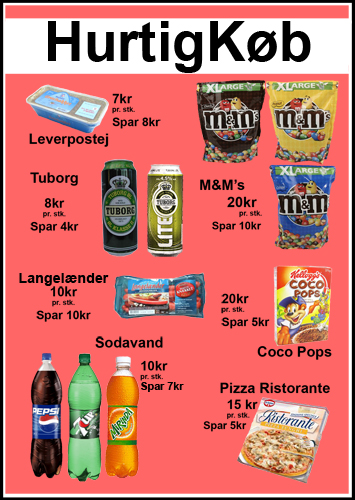 HurtigKøb
7kr
pr. stk.
Spar 8kr
Leverpostej
XLARGE
m&m's
XLARGE
m&m's
XLARGE
m&m's
Tuborg
8kr
pr. stk.
Spar 4kr
TUBORG
TUBORG
LITE
M&M's
20kr
pr. stk.
Spar 10kr
Langelænder
10kr
pr. stk.
Spar 10kr
20kr
pr. stk.
Spar 5kr
Kellogg's
COCO
POPS
Coco Pops
Sodavand
10kr
pr. stk.
Spar 7kr
PEPSI
7UP
MIRINDA
Pizza Ristorante
15 kr
pr. stk.
Spar 5kr
Ristorante